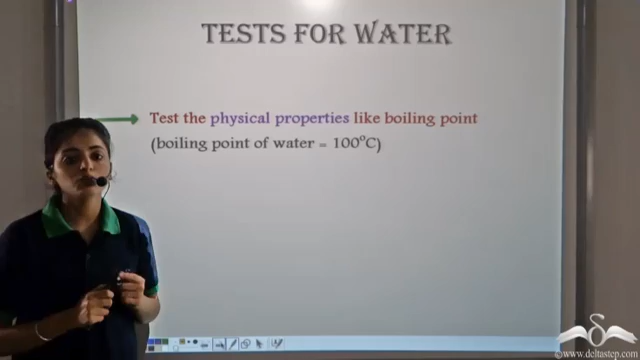 TESTS FOR WATER
Test the physical properties like boiling point
(boiling point of water = 100°C)
©www.deltastep.com